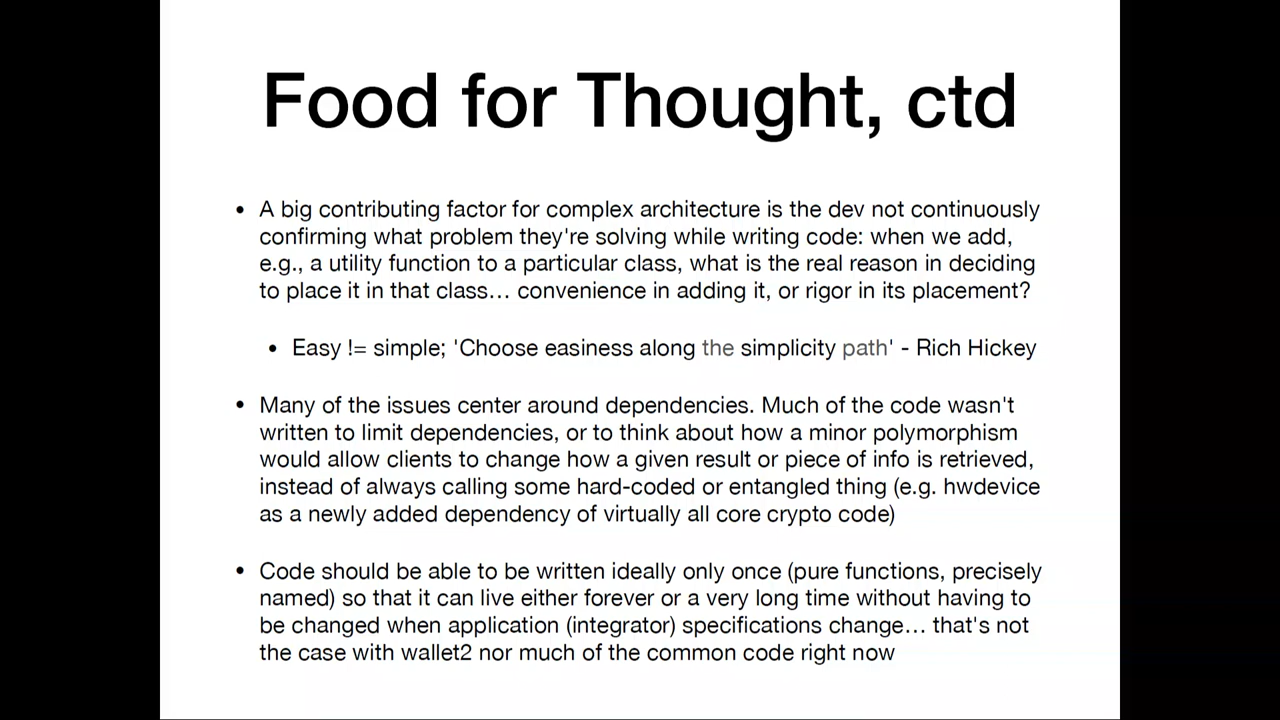 Food for Thought, ctd
• A big contributing factor for complex architecture is the dev not continuously
confirming what problem they're solving while writing code: when we add,
e.g., a utility function to a particular class, what is the real reason in deciding
to place it in that class… convenience in adding it, or rigor in its placement?
• Easy != simple; 'Choose easiness along the simplicity path' - Rich Hickey
• Many of the issues center around dependencies. Much of the code wasn't
written to limit dependencies, or to think about how a minor polymorphism
would allow clients to change how a given result or piece of info is retrieved,
instead of always calling some hard-coded or entangled thing (e.g. hwdevice
as a newly added dependency of virtually all core crypto code)
• Code should be able to be written ideally only once (pure functions, precisely
named) so that it can live either forever or a very long time without having to
be changed when application (integrator) specifications change… that's not
the case with wallet2 nor much of the common code right now